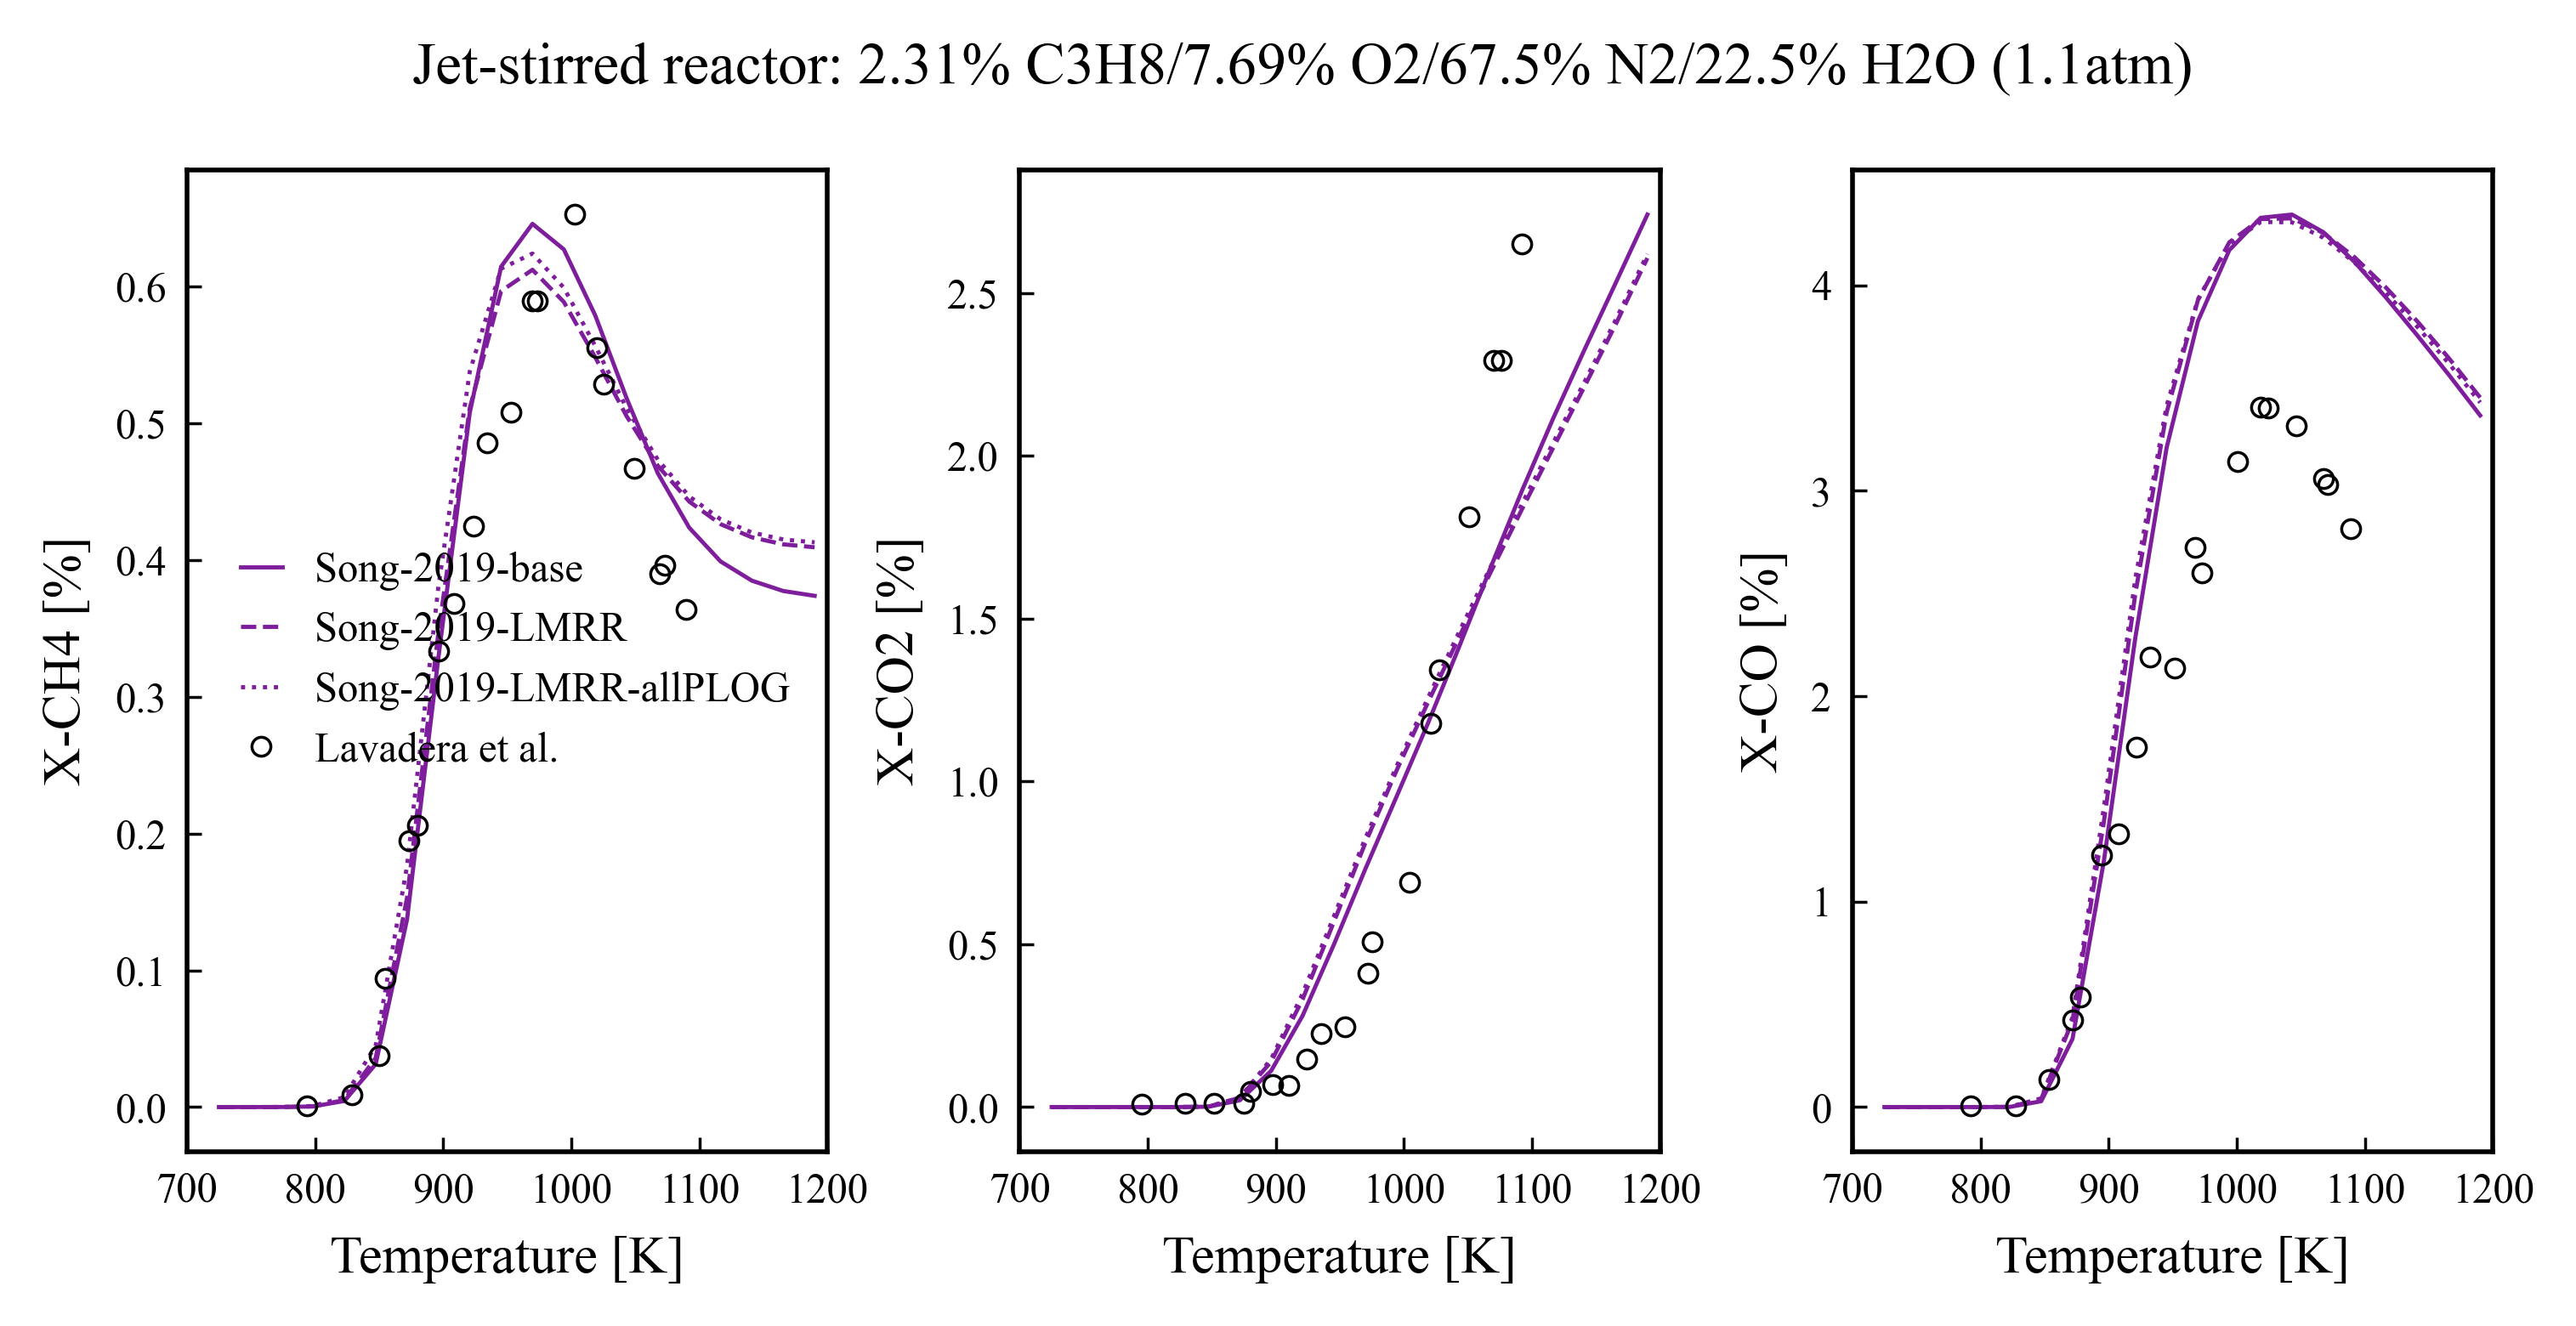 Jet-stirred reactor: 2.31% C3H8/7.69% O2/67.5% N2/22.5% H2O (1.1atm)
X-CH4 [%]
0.6
0.5
0.4
0.3
0.2
0.1
0.0
Song-2019-base
Song-2019-LMRR
Song-2019-LMRR-allPLOG
Lavadera et al.
700 800 900 1000 1100 1200
Temperature [K]
X-CO2 [%]
2.5
2.0
1.5
1.0
0.5
0.0
700 800 900 1000 1100 1200
Temperature [K]
X-CO [%]
4
3
2
1
0
700 800 900 1000 1100 1200
Temperature [K]